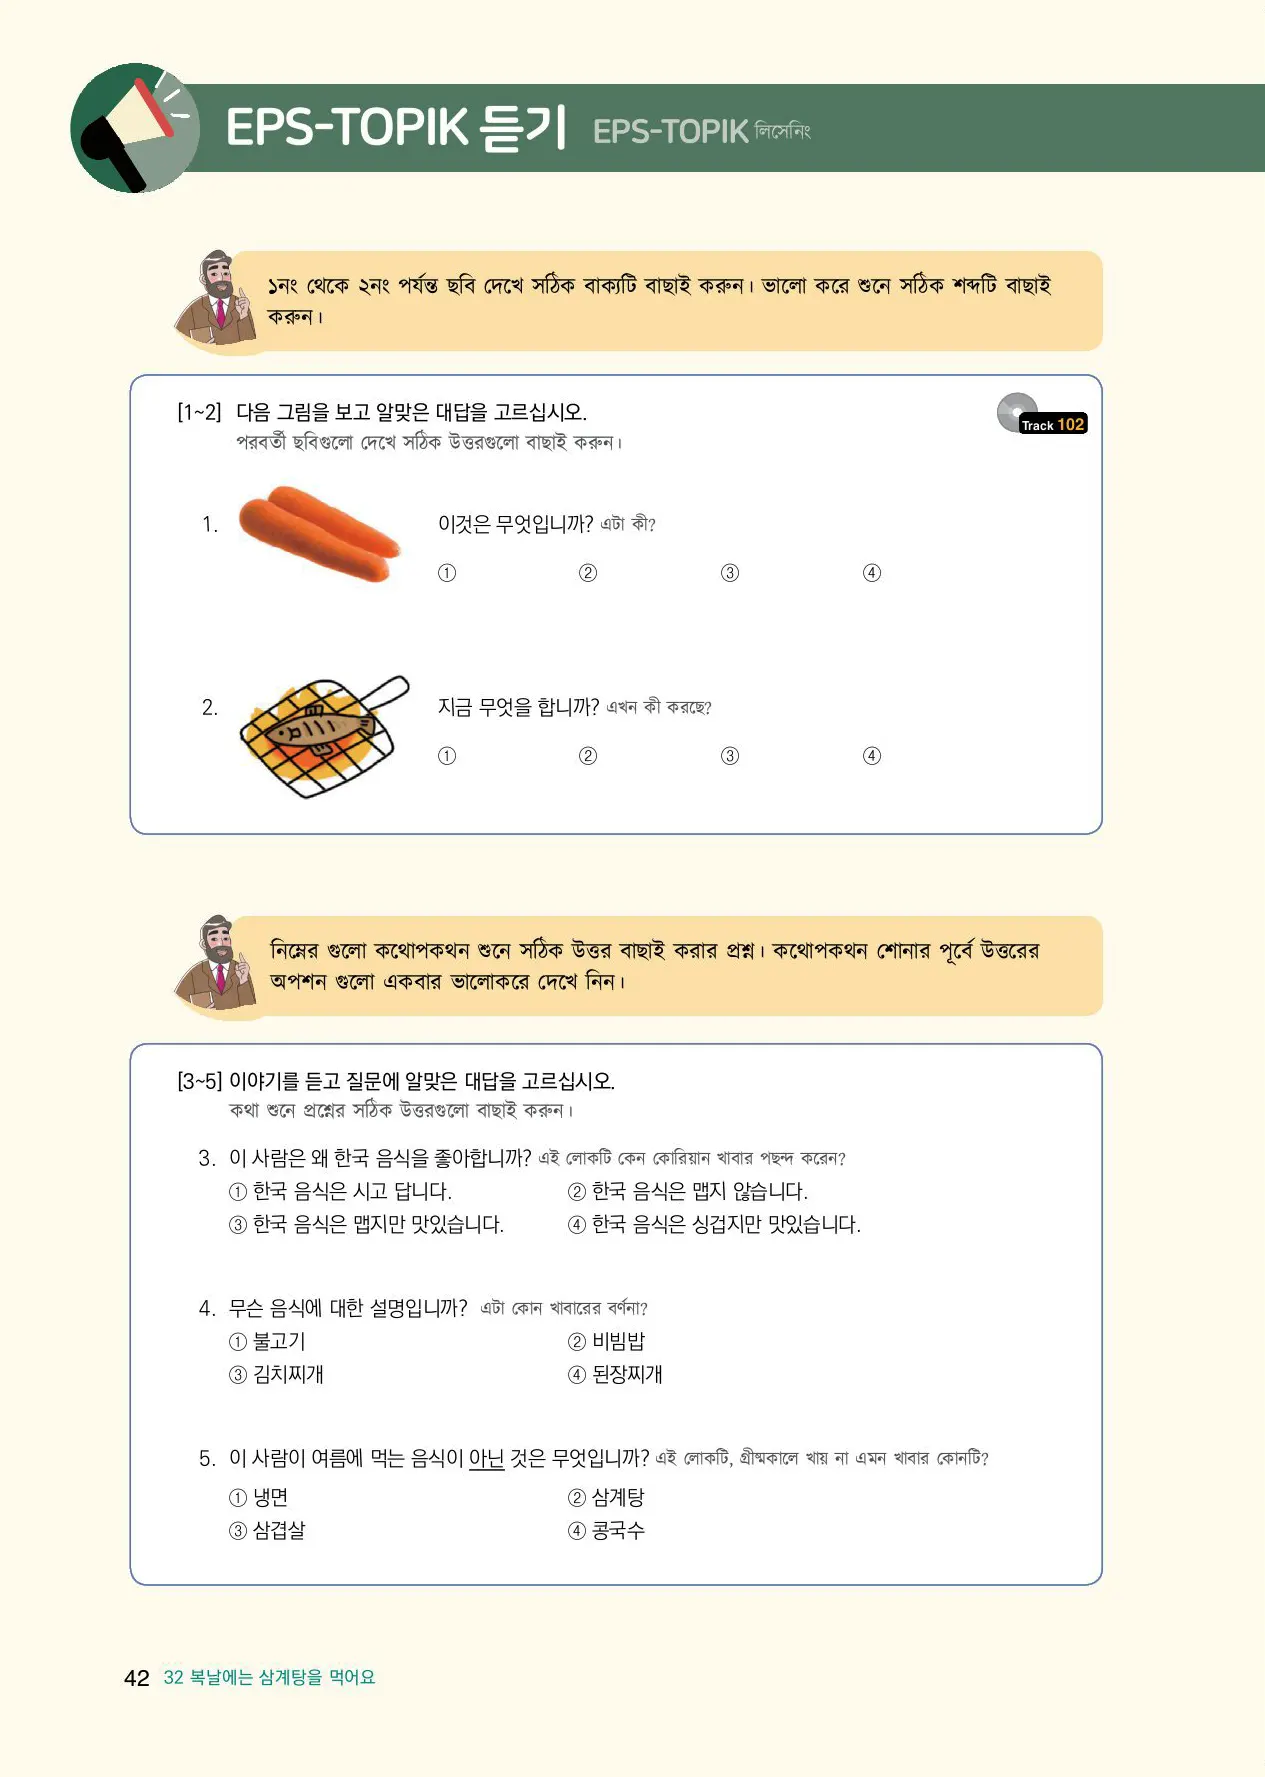 EPS-TOPIK 듣기 EPS-TOPIK লিসেনিং
১নং থেকে ২নং পর্যন্ত ছবি দেখে সঠিক বাক্যটি বাছাই করুন। ভালো করে শুনে সঠিক শব্দটি বাছাই
করুন।
[1~2] 다음 그림을 보고 알맞은 대답을 고르십시오.
Track 102
পরবর্তী ছবিগুলো দেখে সঠিক উত্তরগুলো বাছাই করুন।
1. 이것은 무엇입니까? এটা কী?
① ② ③ ④
2. 지금 무엇을 합니까? এখন কী করছে?
① ② ③ ④
নিম্নের গুলো কথোপকথন শুনে সঠিক উত্তর বাছাই করার প্রশ্ন। কথোপকথন শোনার পূর্বে উত্তরের
অপশন গুলো একবার ভালোকরে দেখে নিন।
[3~5] 이야기를 듣고 질문에 알맞은 대답을 고르십시오.
কথা শুনে প্রশ্নের সঠিক উত্তরগুলো বাছাই করুন।
3. 이 사람은 왜 한국 음식을 좋아합니까? এই লোকটি কেন কোরিয়ান খাবার পছন্দ করেন?
① 한국 음식은 시고 답니다. ② 한국 음식은 맵지 않습니다.
③ 한국 음식은 맵지만 맛있습니다. ④ 한국 음식은 싱겁지만 맛있습니다.
4. 무슨 음식에 대한 설명입니까? এটা কোন খাবারের বর্ণনা?
① 불고기 ② 비빔밥
③ 김치찌개 ④ 된장찌개
5. 이 사람이 여름에 먹는 음식이 아닌 것은 무엇입니까? এই লোকটি, গ্রীষ্মকালে খায় না এমন খাবার কোনটি?
① 냉면 ② 삼계탕
③ 삼겹살 ④ 콩국수
42 32 복날에는 삼계탕을 먹어요